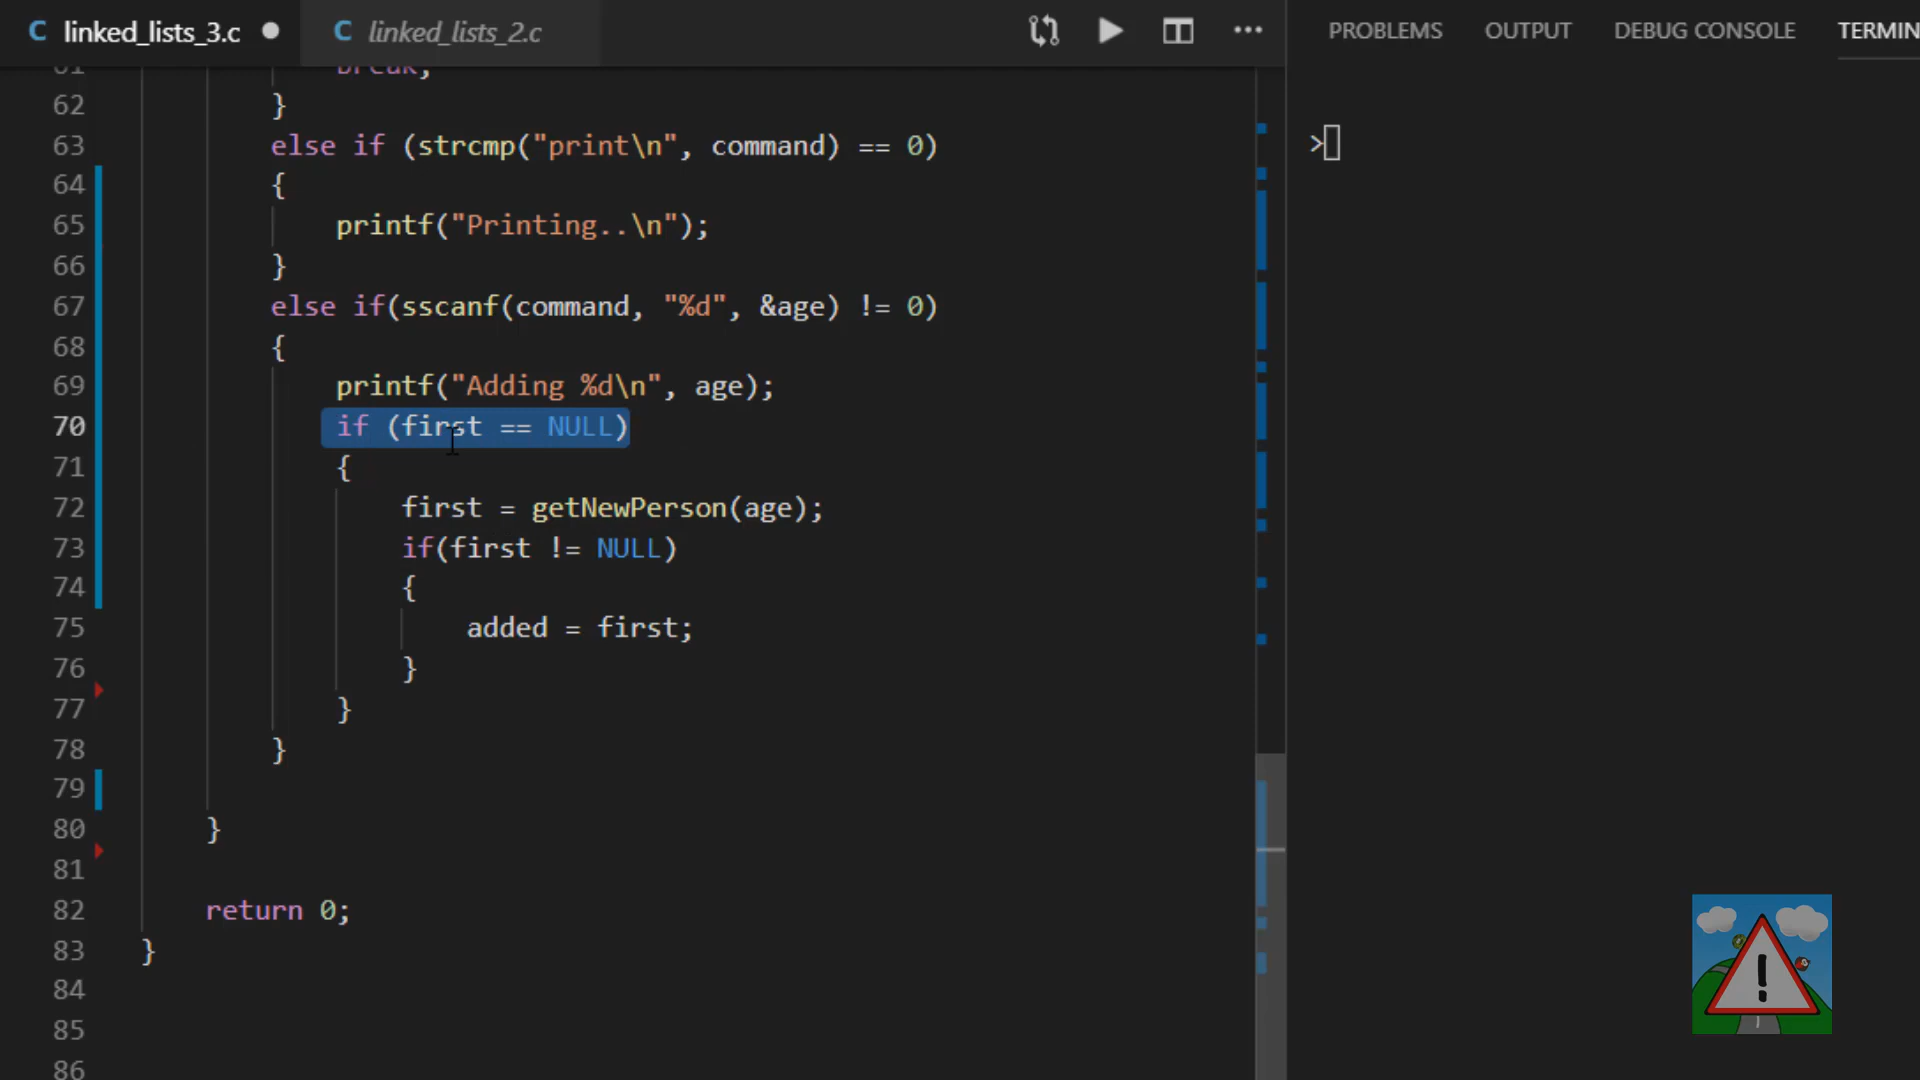 linked_lists_3.c
linked_lists_2.c
PROBLEMS OUTPUT DEBUG CONSOLE TERMIN
61 break;
62 }
63 else if (strcmp("print\n", command) == 0)
64 {
65 printf("Printing..\n");
66 }
67 else if(sscanf(command, "%d", &age) != 0)
68 {
69 printf("Adding %d\n", age);
70 if (first == NULL)
71 {
72 first = getNewPerson(age);
73 if(first != NULL)
74 {
75 added = first;
76 }
77 }
78 }
79
80 }
81
82 return 0;
83 }
84
85
86
>
!